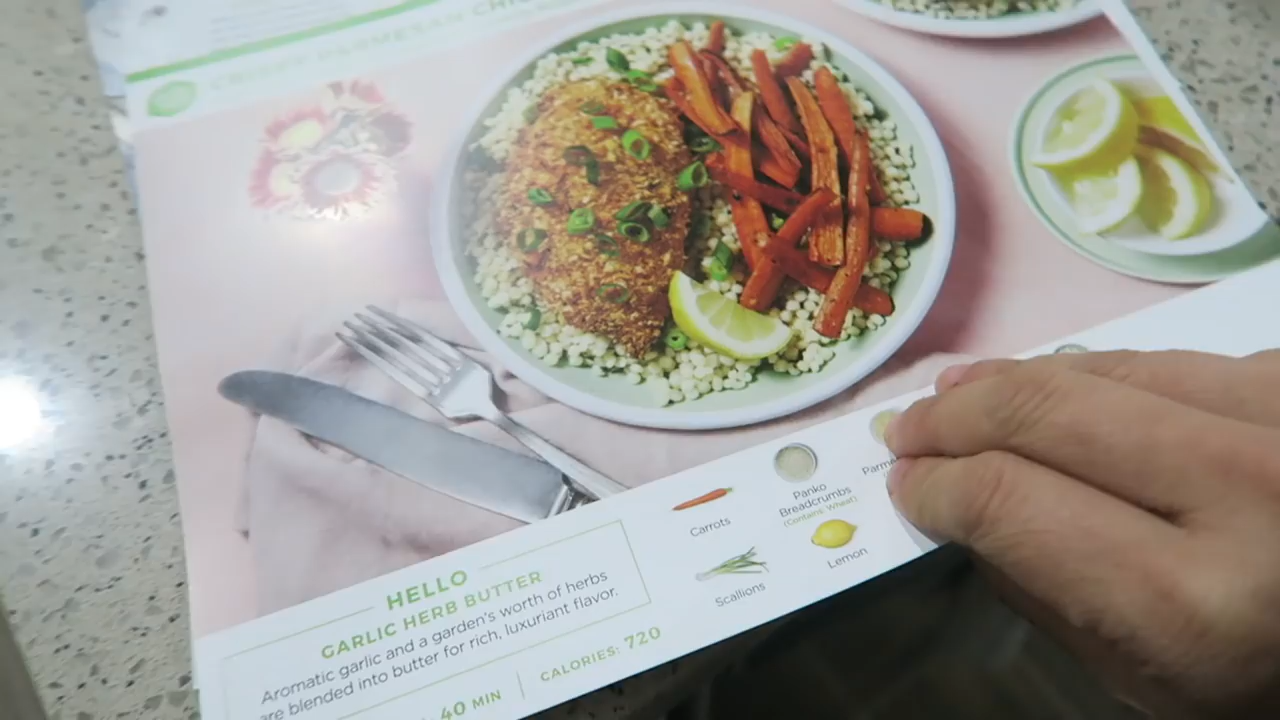 PARMESAN
Carrots
Panko
Breadcrumbs
(Contains: Wheat)
Scallions
Lemon
HELLO
GARLIC HERB BUTTER
Aromatic garlic and a garden's worth of herbs
are blended into butter for rich, luxuriant flavor.
40 MIN
CALORIES: 720